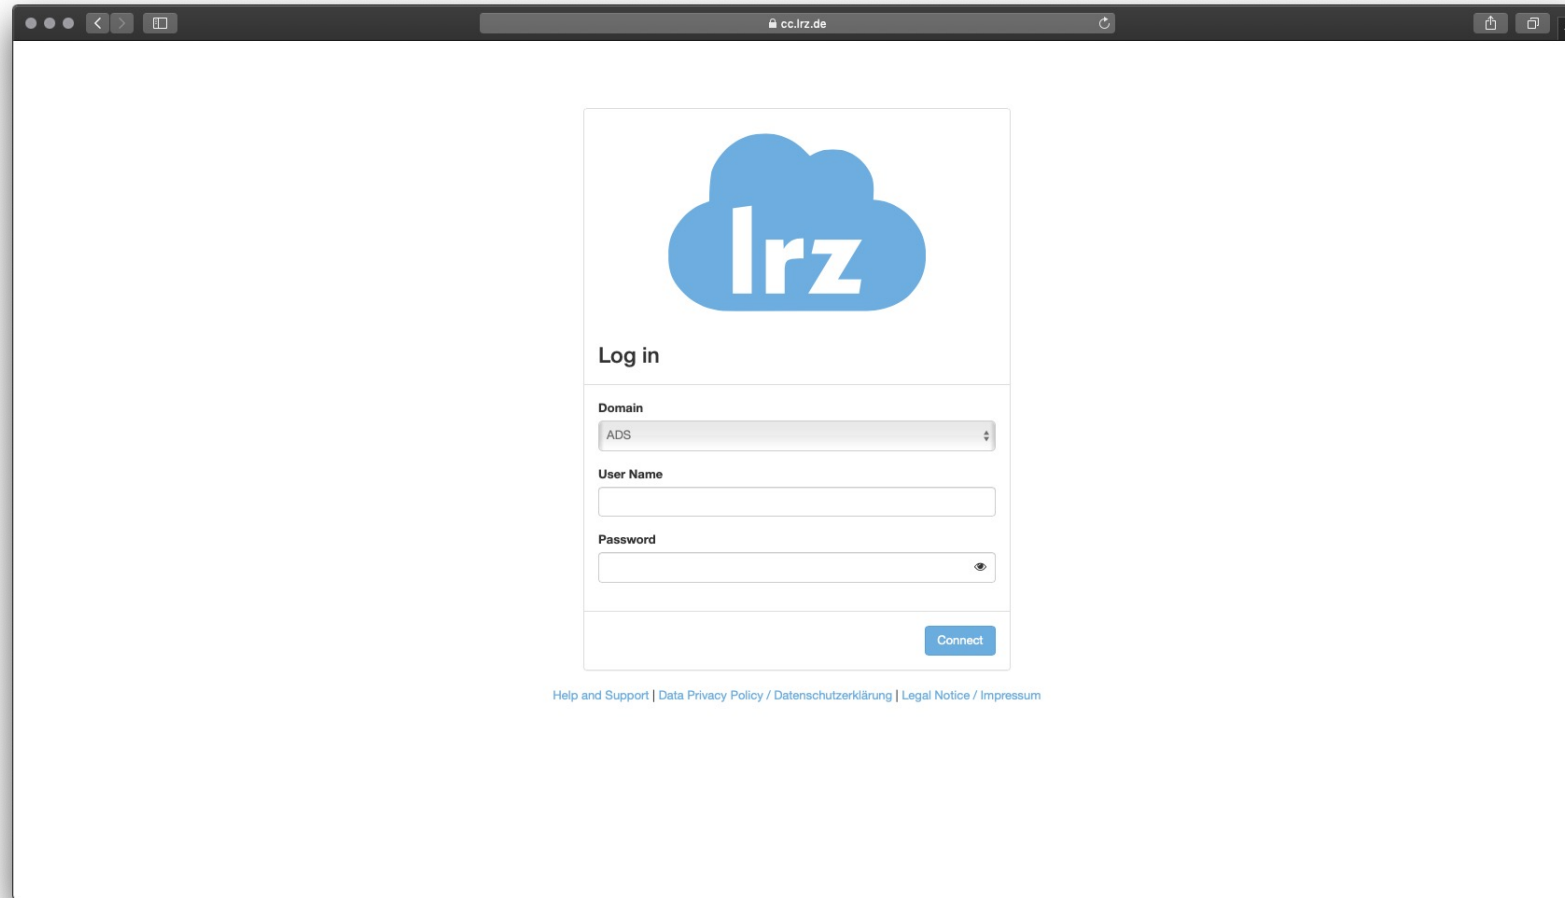 cc.lrz.de
lrz
Log in
Domain
ADS
User Name
Password
Connect
Help and Support | Data Privacy Policy / Datenschutzerklärung | Legal Notice / Impressum